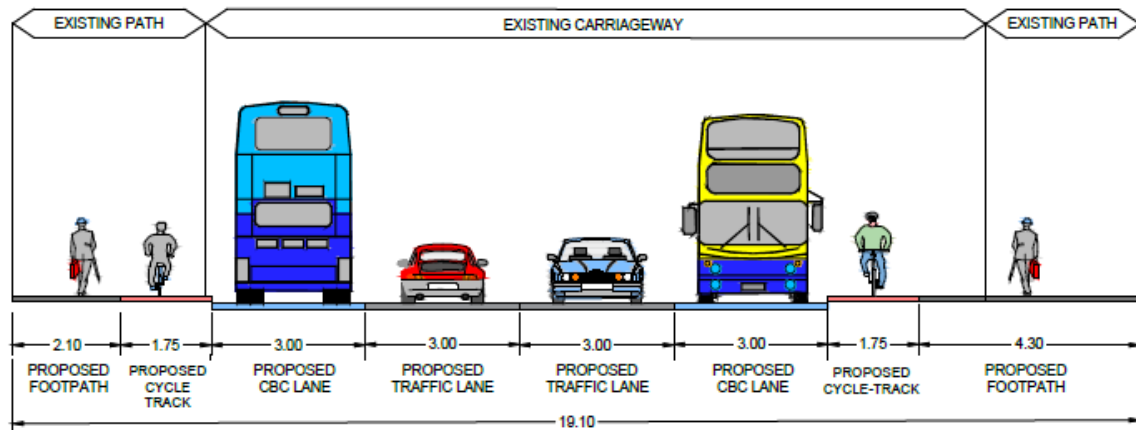 EXISTING PATH
EXISTING CARRIAGEWAY
EXISTING PATH
2.10
1.75
3.00
3.00
3.00
3.00
1.75
4.30
PROPOSED
FOOTPATH
PROPOSED
CYCLE
TRACK
PROPOSED
CBC LANE
PROPOSED
TRAFFIC LANE
PROPOSED
TRAFFIC LANE
PROPOSED
CBC LANE
PROPOSED
CYCLE-TRACK
PROPOSED
FOOTPATH
19.10